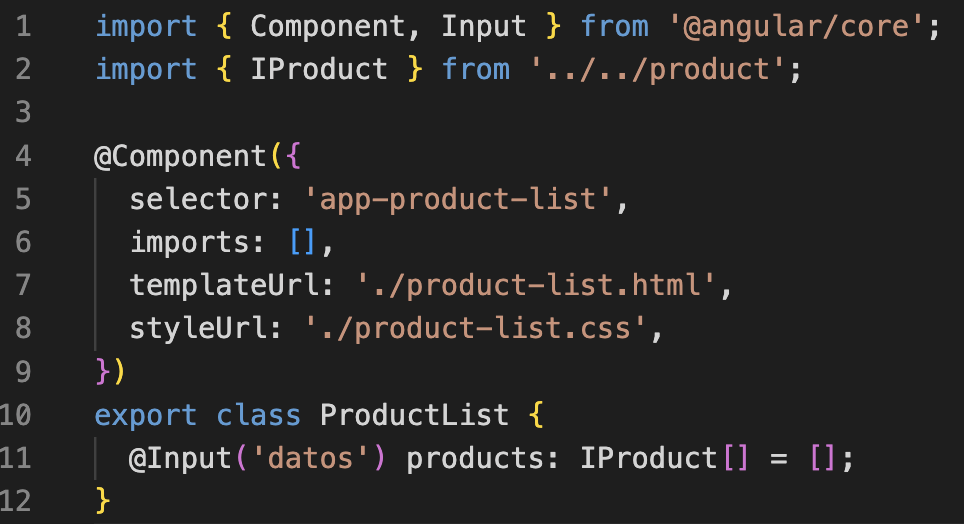 1 import { Component, Input } from '@angular/core';
2 import { IProduct } from '../../product';
3
4 @Component({
5   selector: 'app-product-list',
6   imports: [],
7   templateUrl: './product-list.html',
8   styleUrl: './product-list.css',
9 })
10 export class ProductList {
11   @Input('datos') products: IProduct[] = [];
12 }